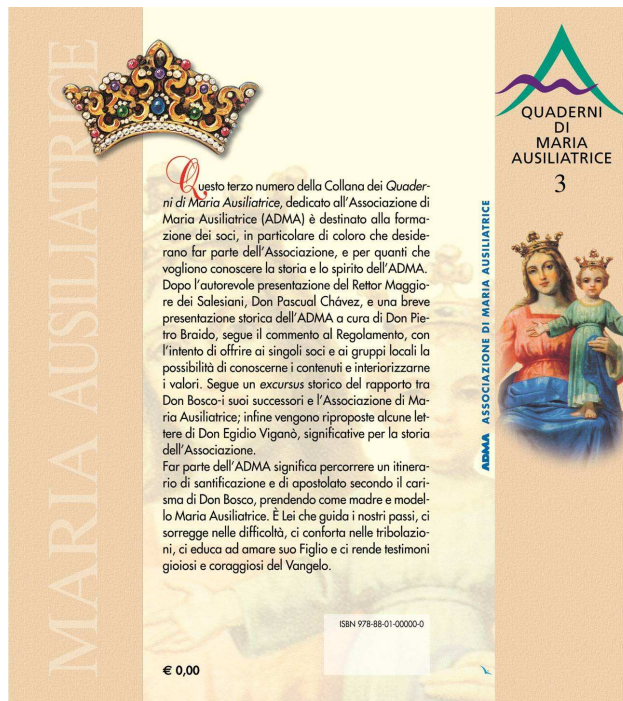 MARIA AUSILIATRICE
Questo terzo numero della Collana dei Quader-
ni di Maria Ausiliatrice, dedicato all'Associazione di
Maria Ausiliatrice (ADMA) è destinato alla forma-
zione dei soci, in particolare di coloro che deside-
rano far parte dell'Associazione, e per quanti che
vogliono conoscere la storia e lo spirito dell'ADMA.
Dopo l'autorevole presentazione del Rettor Maggio-
re dei Salesiani, Don Pascual Chávez, e una breve
presentazione storica dell'ADMA a cura di Don Pie-
tro Braido, segue il commento al Regolamento, con
l'intento di offrire ai singoli soci e ai gruppi locali la
possibilità di conoscerne i contenuti e interiorizzarne
i valori. Segue un excursus storico del rapporto tra
Don Bosco-i suoi successori e l'Associazione di Ma-
ria Ausiliatrice; infine vengono riproposte alcune let-
tere di Don Egidio Viganò, significative per la storia
dell'Associazione.
Far parte dell'ADMA significa percorrere un itinera-
rio di santificazione e di apostolato secondo il cari-
sma di Don Bosco, prendendo come madre e model-
lo Maria Ausiliatrice. È Lei che guida i nostri passi, ci
sorregge nelle difficoltà, ci conforta nelle tribolazio-
ni, ci educa ad amare suo Figlio e ci rende testimoni
gioiosi e coraggiosi del Vangelo.
ISBN 978-88-01-00000-0
€ 0,00
ADMA ASSOCIAZIONE DI MARIA AUSILIATRICE
QUADERNI
DI
MARIA
AUSILIATRICE
3